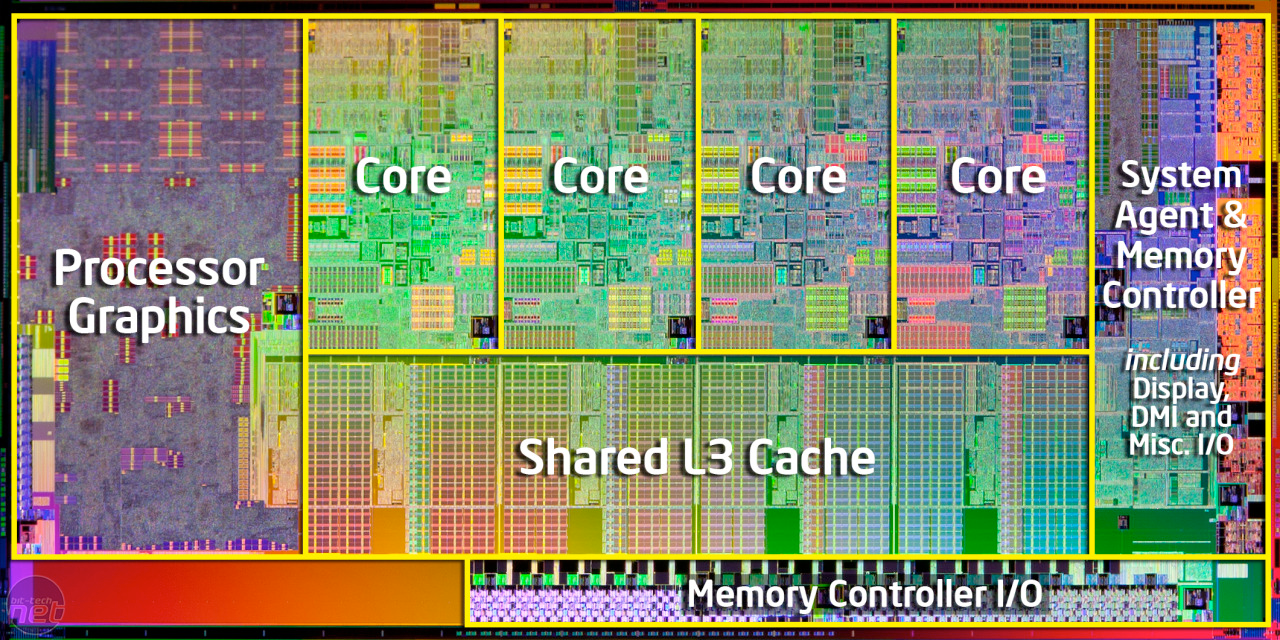 Processor
Graphics
Core
Core
Core
Core
System
Agent &
Memory
Controller
including
Display,
DMI and
Misc. I/O
Shared L3 Cache
Memory Controller I/O
bit-tech
net